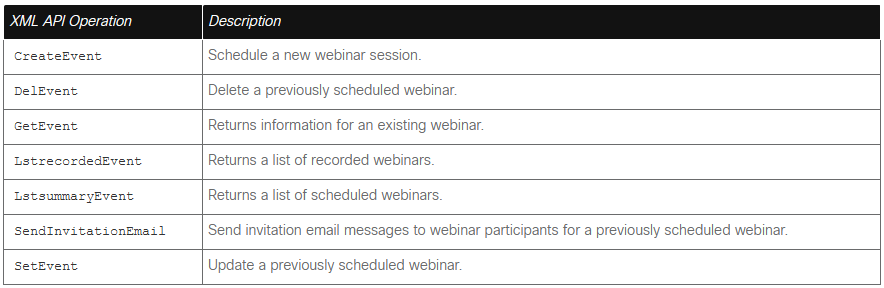 XML API Operation Description
CreateEvent Schedule a new webinar session.
DelEvent Delete a previously scheduled webinar.
GetEvent Returns information for an existing webinar.
LstrecordedEvent Returns a list of recorded webinars.
LstsummaryEvent Returns a list of scheduled webinars.
SendInvitationEmail Send invitation email messages to webinar participants for a previously scheduled webinar.
SetEvent Update a previously scheduled webinar.